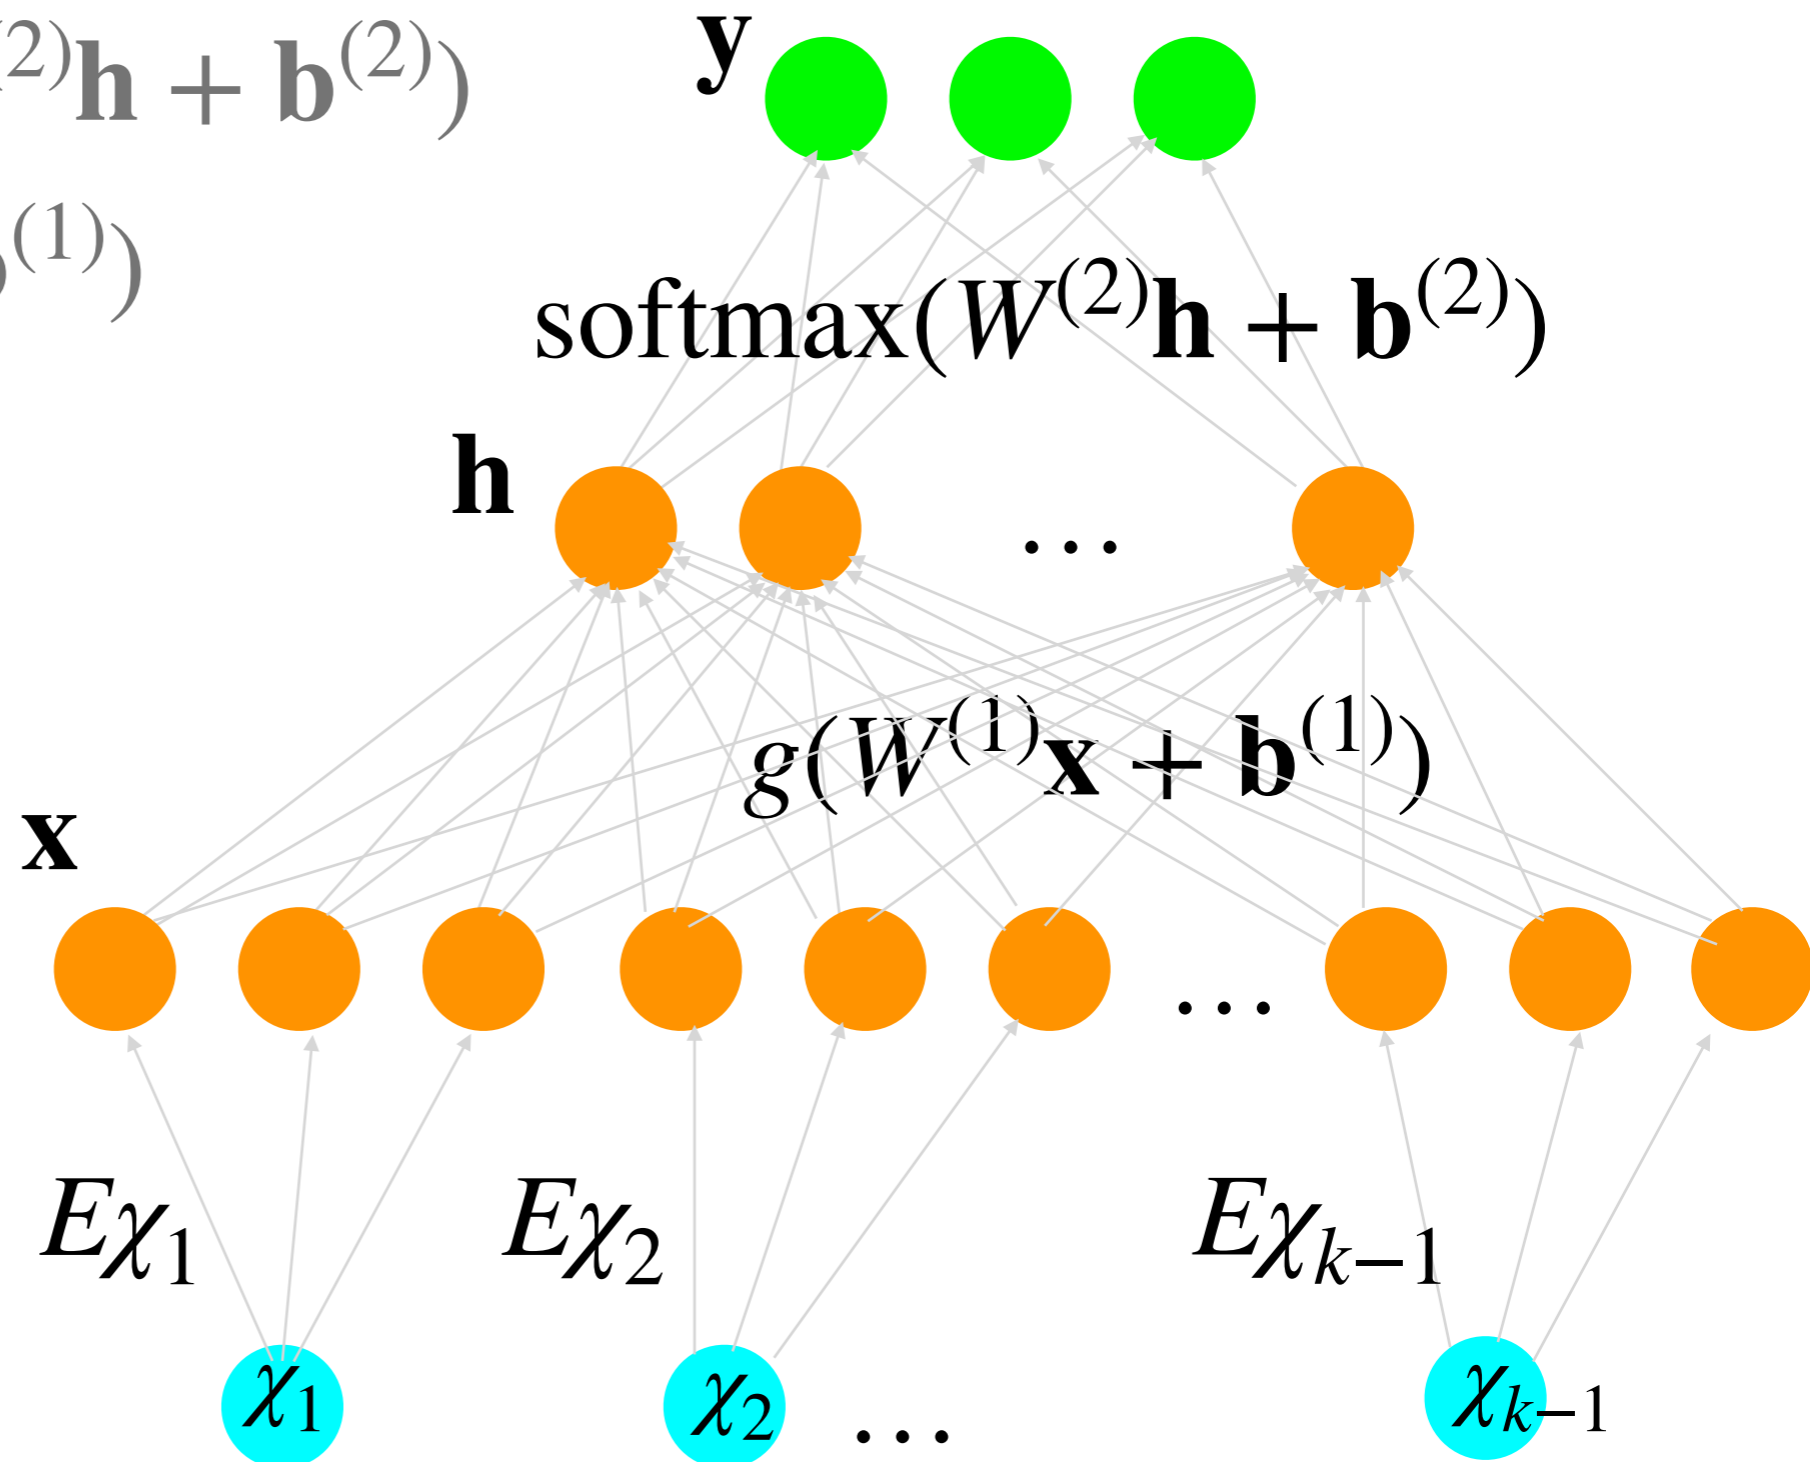 (2)h + b(2))
y
(1))
softmax(W(2)h + b(2))
h
...
g(W(1)x + b(1))
x
...
Eχ1 Eχ2 Eχk−1
χ1 χ2 ... χk−1